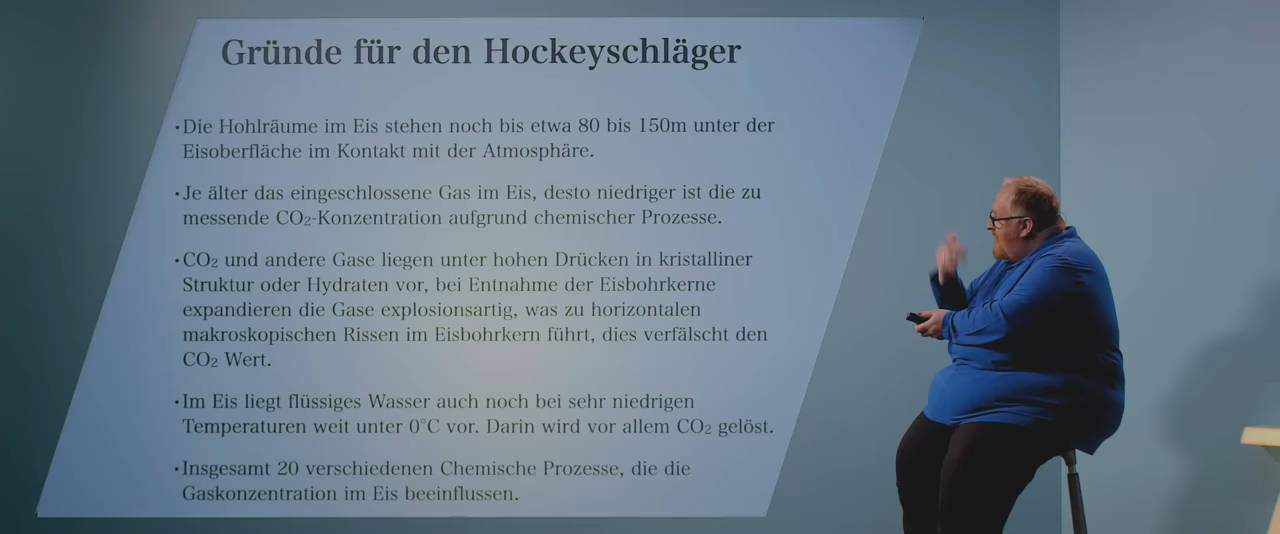 Gründe für den Hockeyschläger
•Die Hohlräume im Eis stehen noch bis etwa 80 bis 150m unter der
Eisoberfläche im Kontakt mit der Atmosphäre.
•Je älter das eingeschlossene Gas im Eis, desto niedriger ist die zu
messende CO₂-Konzentration aufgrund chemischer Prozesse.
•CO₂ und andere Gase liegen unter hohen Drücken in kristalliner
Struktur oder Hydraten vor, bei Entnahme der Eisbohrkerne
expandieren die Gase explosionsartig, was zu horizontalen
makroskopischen Rissen im Eisbohrkern führt, dies verfälscht den
CO₂ Wert.
•Im Eis liegt flüssiges Wasser auch noch bei sehr niedrigen
Temperaturen weit unter 0°C vor. Darin wird vor allem CO₂ gelöst.
•Insgesamt 20 verschiedenen Chemische Prozesse, die die
Gaskonzentration im Eis beeinflussen.